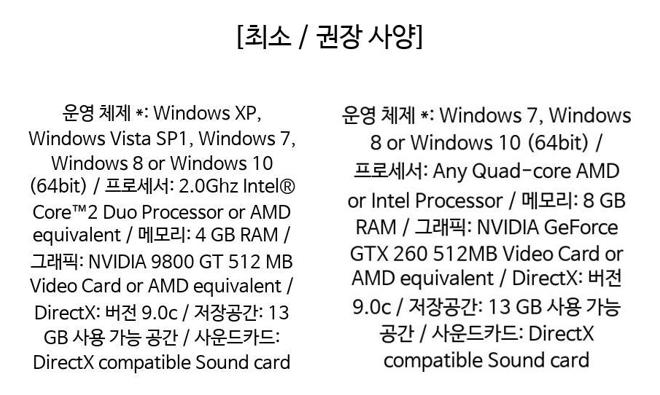 [최소 / 권장 사양]
운영 체제 *: Windows XP,
Windows Vista SP1, Windows 7,
Windows 8 or Windows 10
(64bit) / 프로세서: 2.0Ghz Intel®
Core™2 Duo Processor or AMD
equivalent / 메모리: 4 GB RAM /
그래픽: NVIDIA 9800 GT 512 MB
Video Card or AMD equivalent /
DirectX: 버전 9.0c / 저장공간: 13
GB 사용 가능 공간 / 사운드카드:
DirectX compatible Sound card
운영 체제 *: Windows 7, Windows
8 or Windows 10 (64bit) /
프로세서: Any Quad-core AMD
or Intel Processor / 메모리: 8 GB
RAM / 그래픽: NVIDIA GeForce
GTX 260 512MB Video Card or
AMD equivalent / DirectX: 버전
9.0c / 저장공간: 13 GB 사용 가능
공간 / 사운드카드: DirectX
compatible Sound card